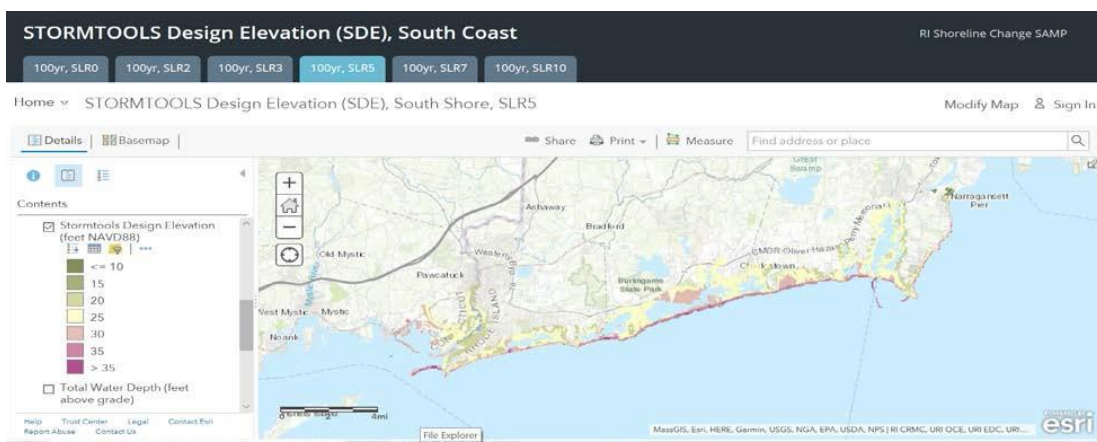 STORMTOOLS Design Elevation (SDE), South Coast
RI Shoreline Change SAMP
100yr, SLR0
100yr, SLR2
100yr, SLR3
100yr, SLR5
100yr, SLR7
100yr, SLR10
Home
STORMTOOLS Design Elevation (SDE), South Shore, SLR5
Modify Map
Sign In
Details
Basemap
Share
Print
Measure
Find address or place
Contents
Stormtools Design Elevation
(feet NAVD88)
<= 10
15
20
25
30
35
> 35
Total Water Depth (feet
above grade)
Help
Trust Center
Legal
Contact Esri
Report Abuse
Contact Us
Great
Swamp
Narragansett
Pier
Ashaway
Bradford
Old Mystic
Westerly
Pawcatuck
Burlingame
State Park
West Mystic
Mystic
Noank
RHODE ISLAND
4mi
File Explorer
MassGIS, Esri, HERE, Garmin, USGS, NGA, EPA, USDA, NPS | RI CRMC, URI OCE, URI EDC, URI...
POWERED BY
esri